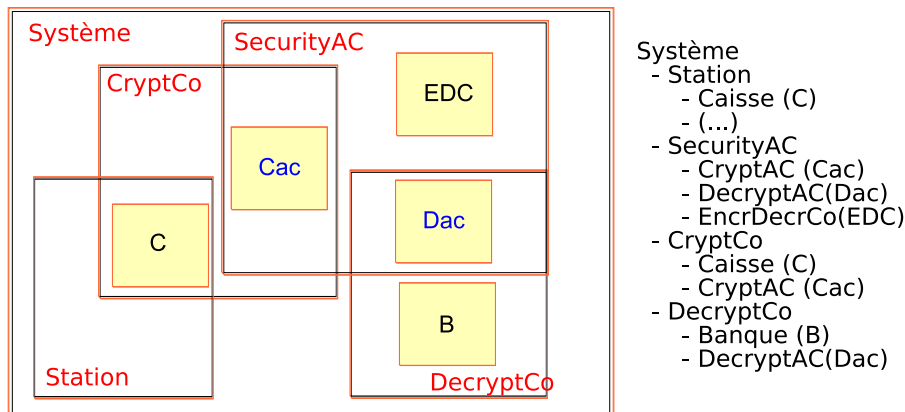 Système
SecurityAC
CryptCo
EDC
Cac
Dac
C
B
Station
DecryptCo
Système
- Station
- Caisse (C)
- (...)
- SecurityAC
- CryptAC (Cac)
- DecryptAC(Dac)
- EncrDecrCo(EDC)
- CryptCo
- Caisse (C)
- CryptAC (Cac)
- DecryptCo
- Banque (B)
- DecryptAC(Dac)